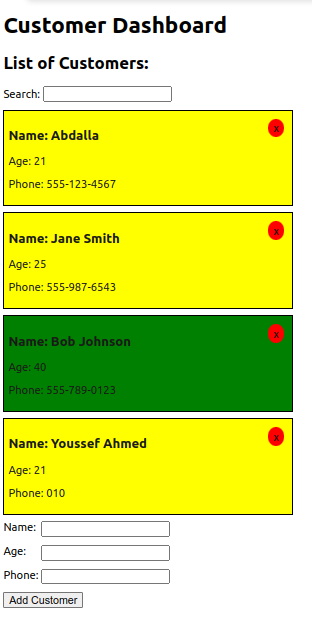 Customer Dashboard
List of Customers:
Search:
x
Name: Abdalla
Age: 21
Phone: 555-123-4567
x
Name: Jane Smith
Age: 25
Phone: 555-987-6543
x
Name: Bob Johnson
Age: 40
Phone: 555-789-0123
x
Name: Youssef Ahmed
Age: 21
Phone: 010
Name:
Age:
Phone:
Add Customer